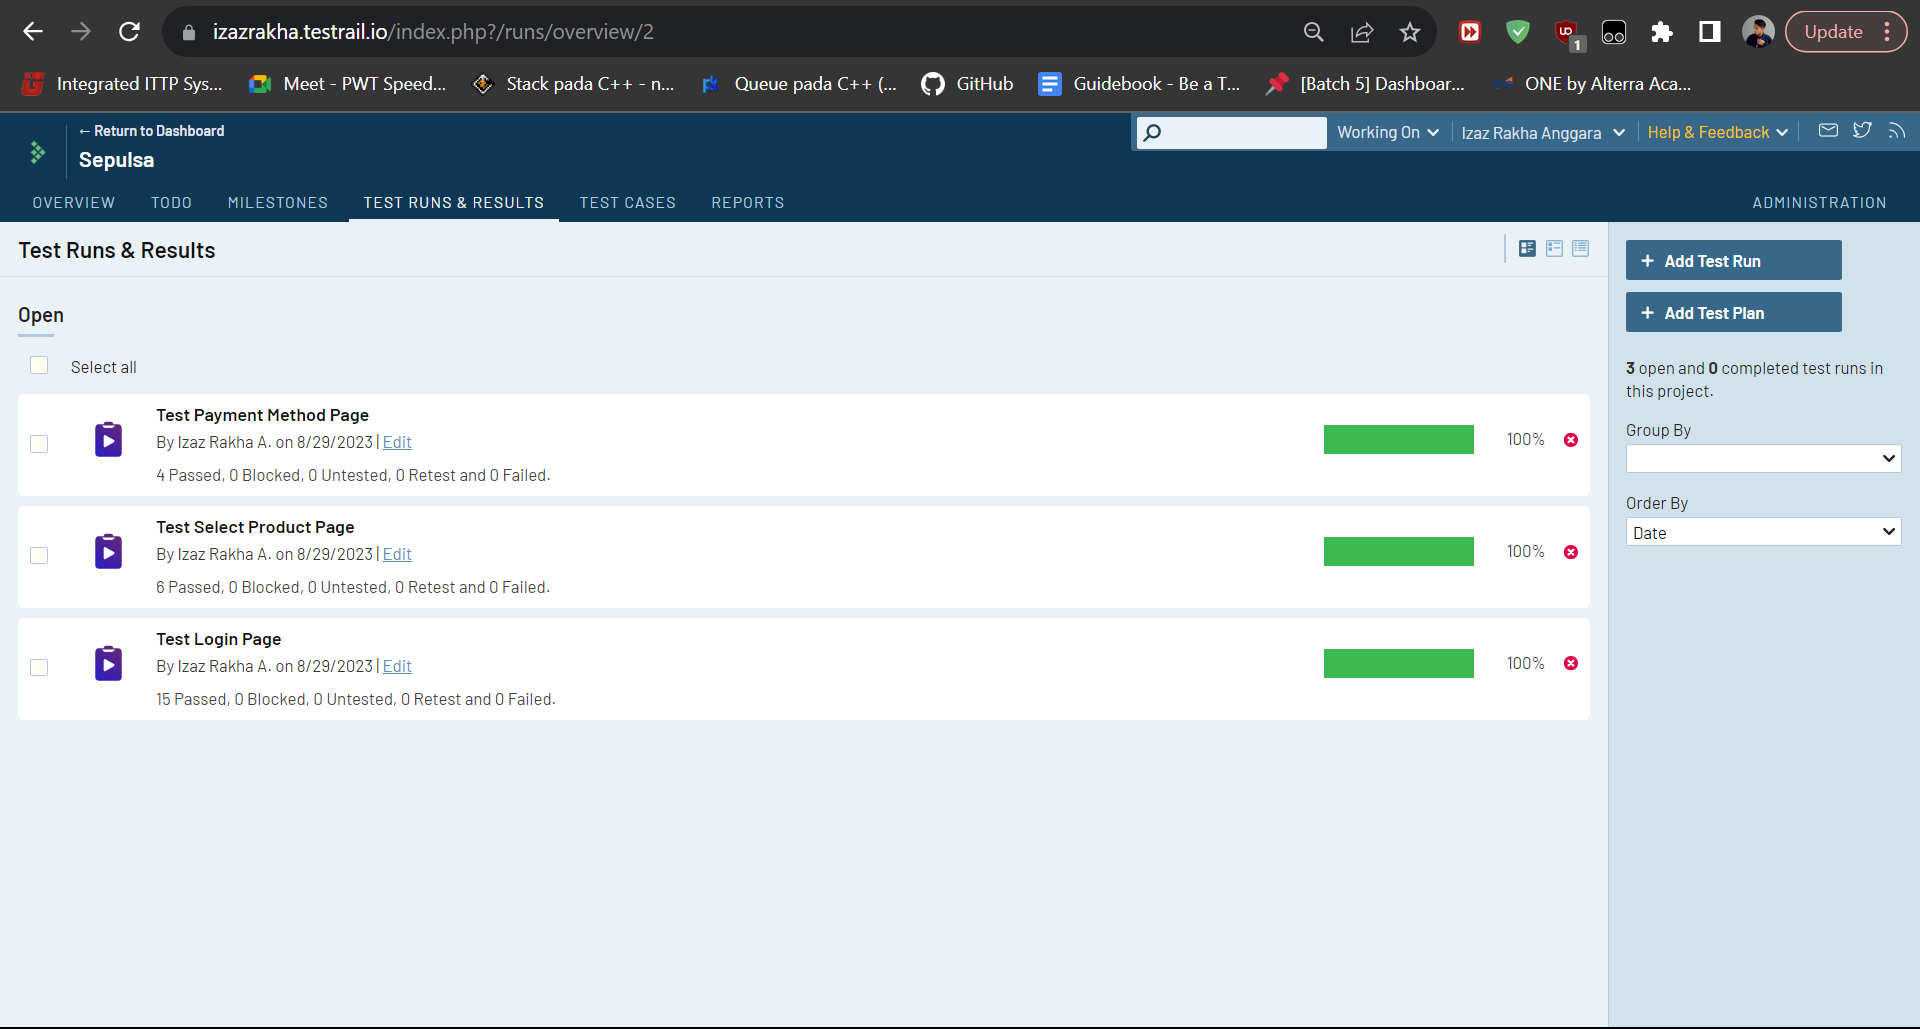 izazrakha.testrail.io/index.php?/runs/overview/2
1
Update
Integrated ITTP Sys...
Meet - PWT Speed...
Stack pada C++ - n...
Queue pada C++ (...
GitHub
Guidebook - Be a T...
[Batch 5] Dashboar...
ONE by Alterra Aca...
← Return to Dashboard
Sepulsa
Working On
Izaz Rakha Anggara
Help & Feedback
OVERVIEW
TODO
MILESTONES
TEST RUNS & RESULTS
TEST CASES
REPORTS
ADMINISTRATION
Test Runs & Results
Open
Select all
Test Payment Method Page
By Izaz Rakha A. on 8/29/2023 | Edit
4 Passed, 0 Blocked, 0 Untested, 0 Retest and 0 Failed.
100%
Test Select Product Page
By Izaz Rakha A. on 8/29/2023 | Edit
6 Passed, 0 Blocked, 0 Untested, 0 Retest and 0 Failed.
100%
Test Login Page
By Izaz Rakha A. on 8/29/2023 | Edit
15 Passed, 0 Blocked, 0 Untested, 0 Retest and 0 Failed.
100%
+ Add Test Run
+ Add Test Plan
3 open and 0 completed test runs in
this project.
Group By
Order By
Date